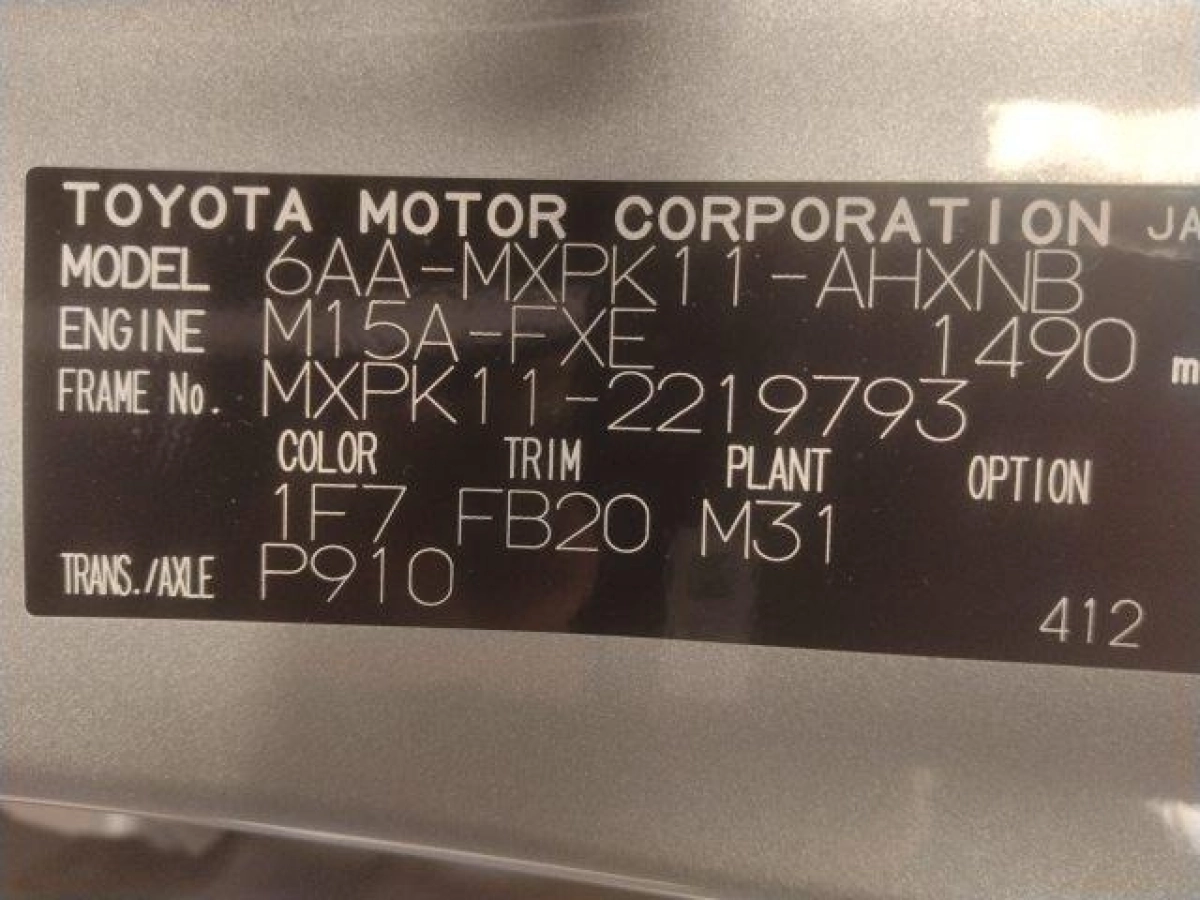 TOYOTA MOTOR CORPORATION JA
MODEL 6AA-MXPK11-AHXNB
ENGINE M15A-FXE 1490 m
FRAME No. MXPK11-2219793
COLOR TRIM PLANT OPTION
1F7 FB20 M31
TRANS./AXLE P910
412